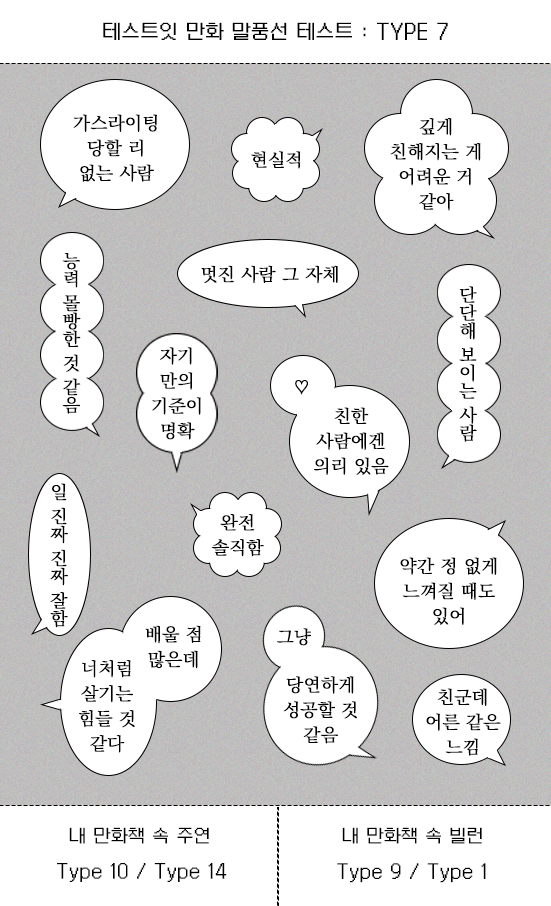 테스트잇 만화 말풍선 테스트 : TYPE 7
가스라이팅
당할 리
없는 사람
현실적
깊게
친해지는 게
어려운 거
같아
능력 몰빵한 것 같음
멋진 사람 그 자체
단단해 보이는 사람
자기
만의
기준이
명확
♡
친한
사람에겐
의리 있음
일 진짜 진짜 잘함
완전
솔직함
약간 정 없게
느껴질 때도
있어
배울 점
많은데
너처럼
살기는
힘들 것
같다
그냥
당연하게
성공할 것
같음
친군데
어른 같은
느낌
내 만화책 속 주연
Type 10 / Type 14
내 만화책 속 빌런
Type 9 / Type 1